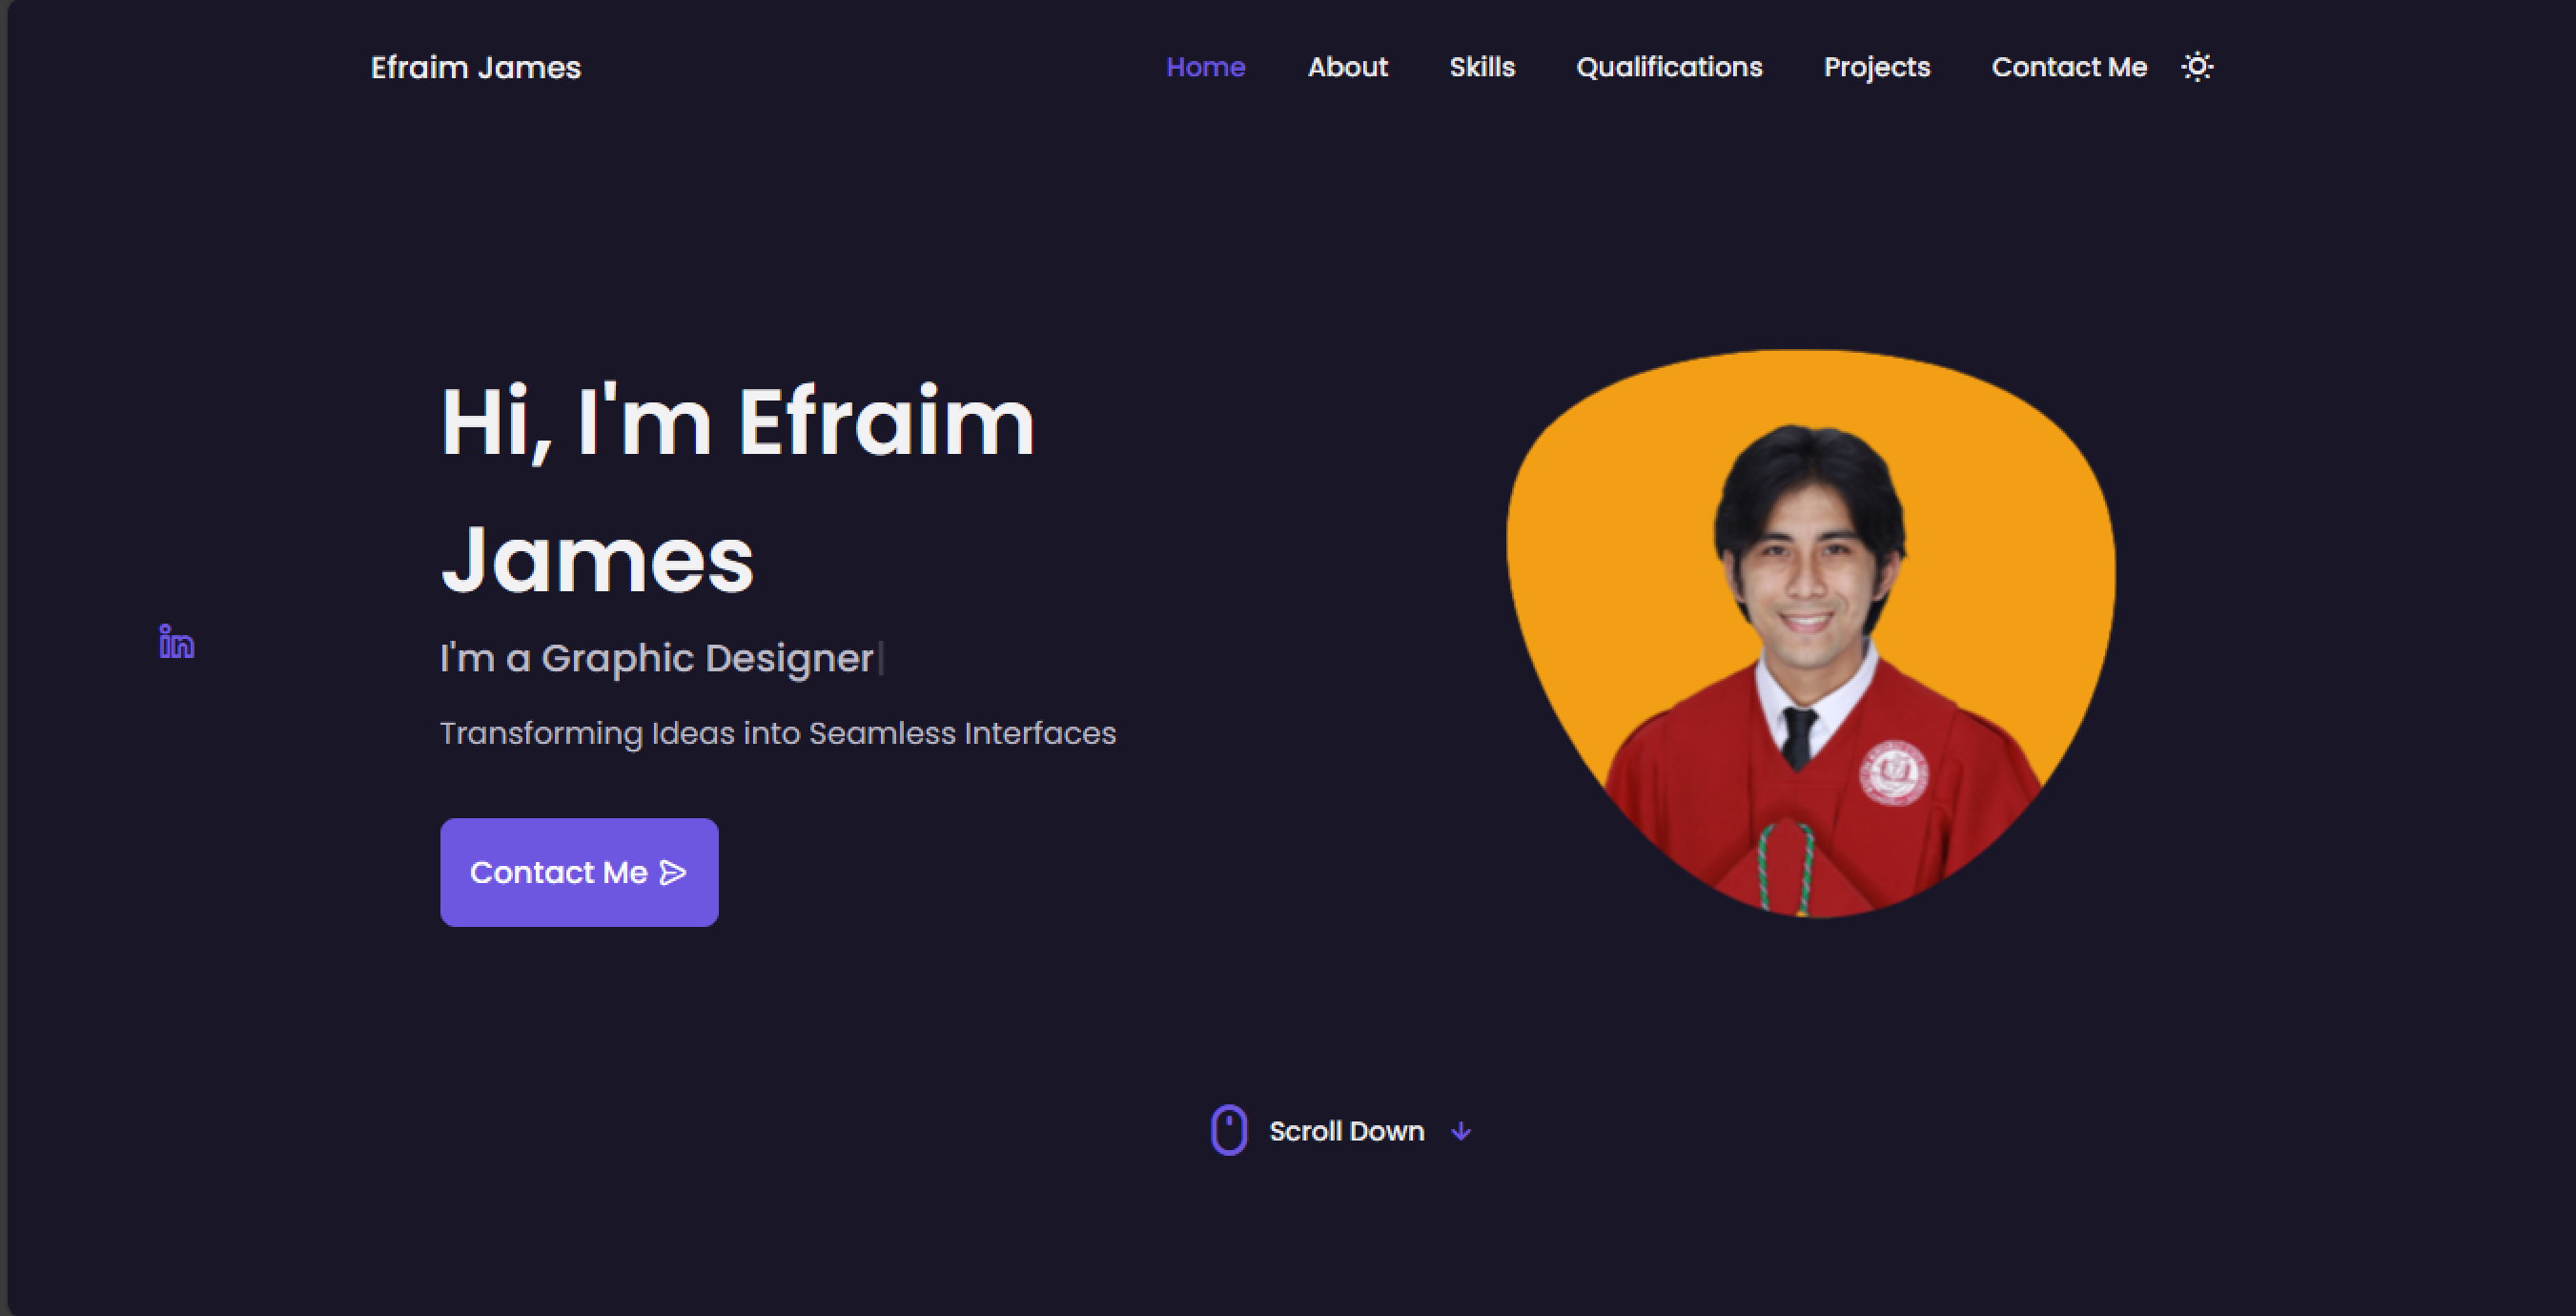 Efraim James
Home About Skills Qualifications Projects Contact Me
Hi, I'm Efraim
James
in
I'm a Graphic Designer
Transforming Ideas into Seamless Interfaces
Contact Me
Scroll Down